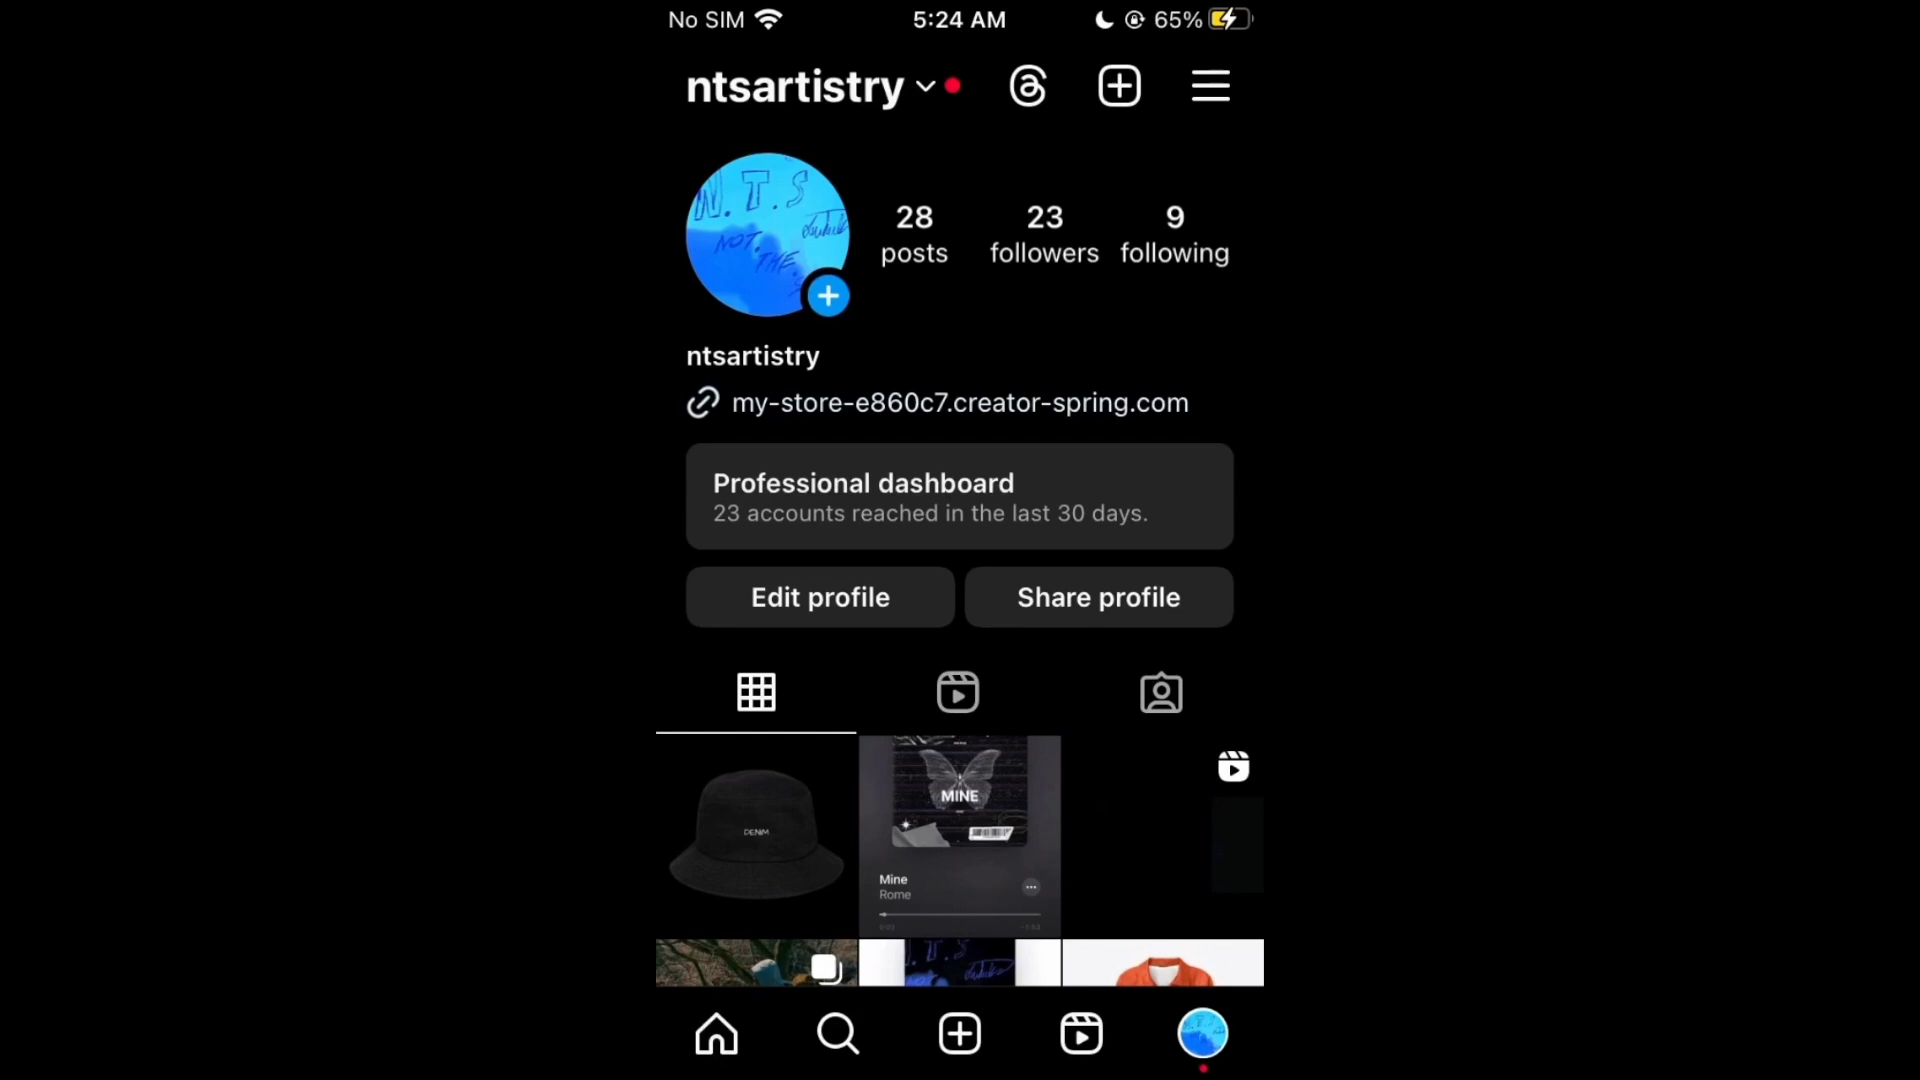 No SIM 5:24 AM 65%
ntsartistry
N.T.S
NOT.
THE.
28 23 9
posts followers following
ntsartistry
my-store-e860c7.creator-spring.com
Professional dashboard
23 accounts reached in the last 30 days.
Edit profile Share profile
DENIM
MINE
Mine
Rome
N.T.S